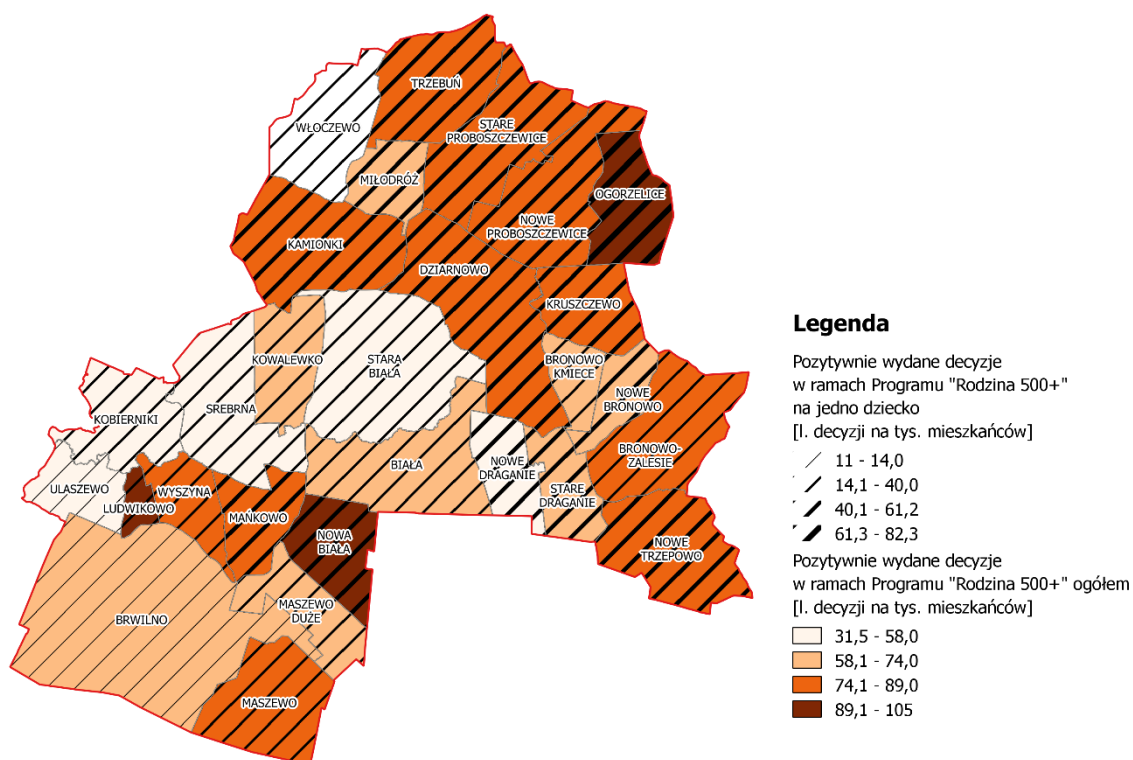 TRZEBUŃ
WŁOCZEWO
STARE
PROBOSZCZEWICE
MIŁODRÓŻ
OGORZELICE
NOWE
PROBOSZCZEWICE
KAMIONKI
DZIARNOWO
KRUSZCZEWO
KOWALEWKO
STARA
BIAŁA
BRONOWO
KMIECE
NOWE
BRONOWO
SREBRNA
KOBIERNIKI
BRONOWO-
ZALESIE
BIAŁA
NOWE
DRAGANIE
STARE
DRAGANIE
ULASZEWO
WYSZYNA
LUDWIKOWO
MAŃKOWO
NOWA
BIAŁA
NOWE
TRZEPOWO
MASZEWO
DUŻE
BRWILNO
MASZEWO
Legenda
Pozytywnie wydane decyzje
w ramach Programu "Rodzina 500+"
na jedno dziecko
[l. decyzji na tys. mieszkańców]
11 - 14,0
14,1 - 40,0
40,1 - 61,2
61,3 - 82,3
Pozytywnie wydane decyzje
w ramach Programu "Rodzina 500+" ogółem
[l. decyzji na tys. mieszkańców]
31,5 - 58,0
58,1 - 74,0
74,1 - 89,0
89,1 - 105